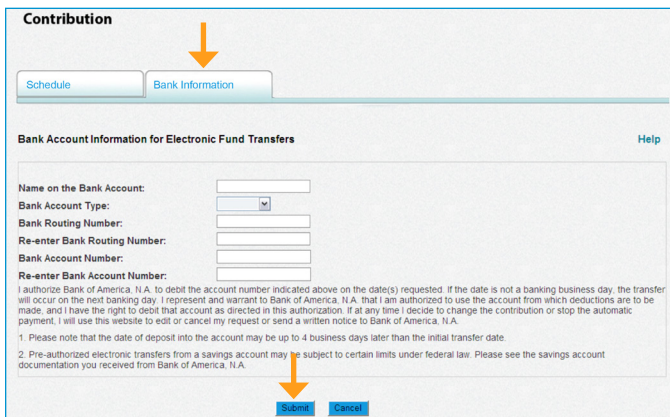 Contribution
Schedule
Bank Information
Bank Account Information for Electronic Fund Transfers
Help
Name on the Bank Account:
Bank Account Type:
Bank Routing Number:
Re-enter Bank Routing Number:
Bank Account Number:
Re-enter Bank Account Number:
I authorize Bank of America, N.A. to debit the account number indicated above on the date(s) requested. If the date is not a banking business day, the transfer
will occur on the next banking day. I represent and warrant to Bank of America, N.A. that I am authorized to use the account from which deductions are to be
made, and I have the right to debit that account as directed in this authorization. If at any time I decide to change the contribution or stop the automatic
payment, I will use this website to edit or cancel my request or send a written notice to Bank of America, N.A.
1. Please note that the date of deposit into the account may be up to 4 business days later than the initial transfer date.
2. Pre-authorized electronic transfers from a savings account may be subject to certain limits under federal law. Please see the savings account
documentation you received from Bank of America, N.A.
Submit
Cancel